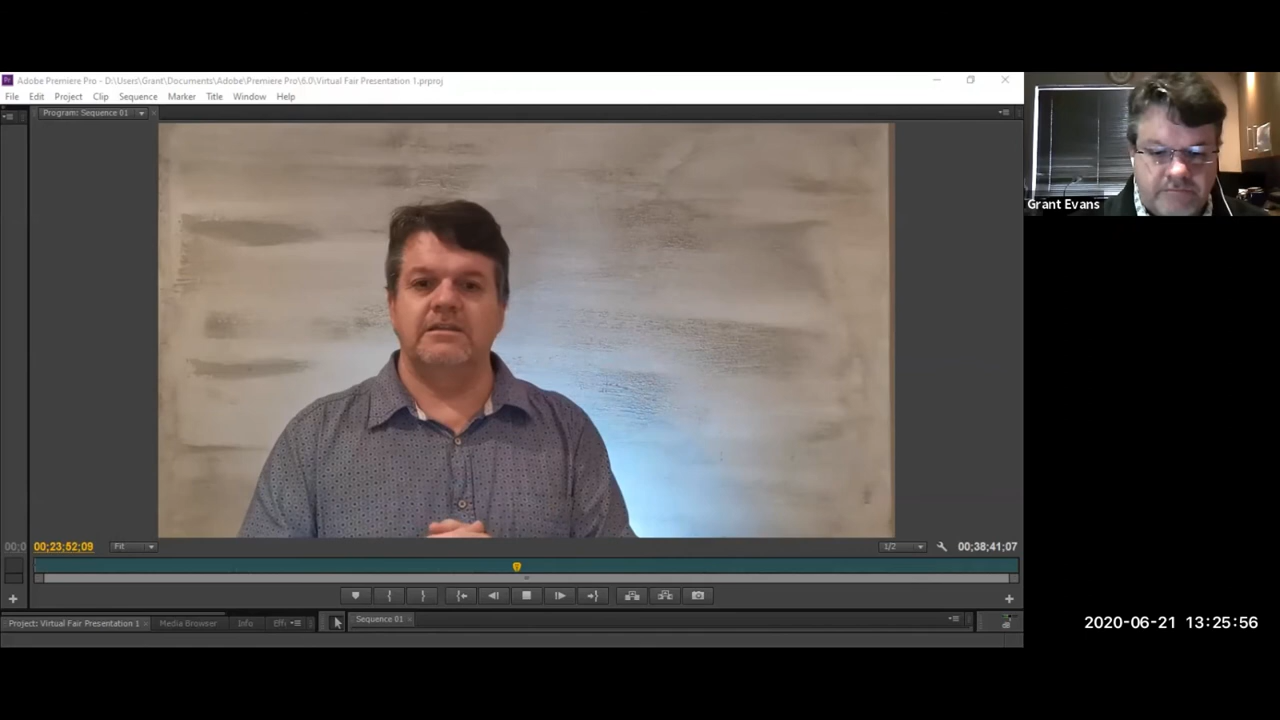 Adobe Premiere Pro - D:\Users\Grant\Documents\Adobe\Premiere Pro\6.0\Virtual Fair Presentation 1.prproj
File Edit Project Clip Sequence Marker Title Window Help
Program: Sequence 01
Grant Evans
00;0
00;23;52;09
Fit
1/2
00;38;41;07
Project: Virtual Fair Presentation 1
Media Browser
Info
Effe
Sequence 01
2020-06-21 13:25:56